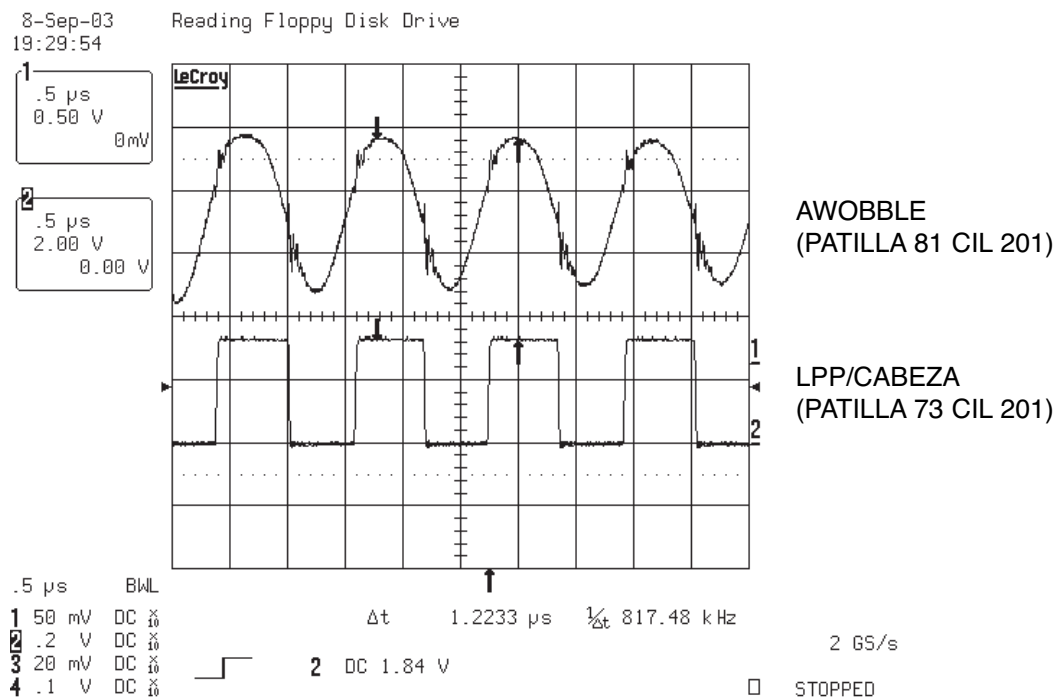 8-Sep-03
19:29:54
Reading Floppy Disk Drive
1
.5 µs
0.50 V
0mV
2
.5 µs
2.00 V
0.00 V
LeCroy
AWOBBLE
(PATILLA 81 CIL 201)
1
LPP/CABEZA
(PATILLA 73 CIL 201)
2
.5 µs BWL
1 50 mV DC X10
2 .2 V DC X10
3 20 mV DC X10
4 .1 V DC X10
Δt 1.2233 µs 1/Δt 817.48 kHz
2 DC 1.84 V
2 GS/s
STOPPED